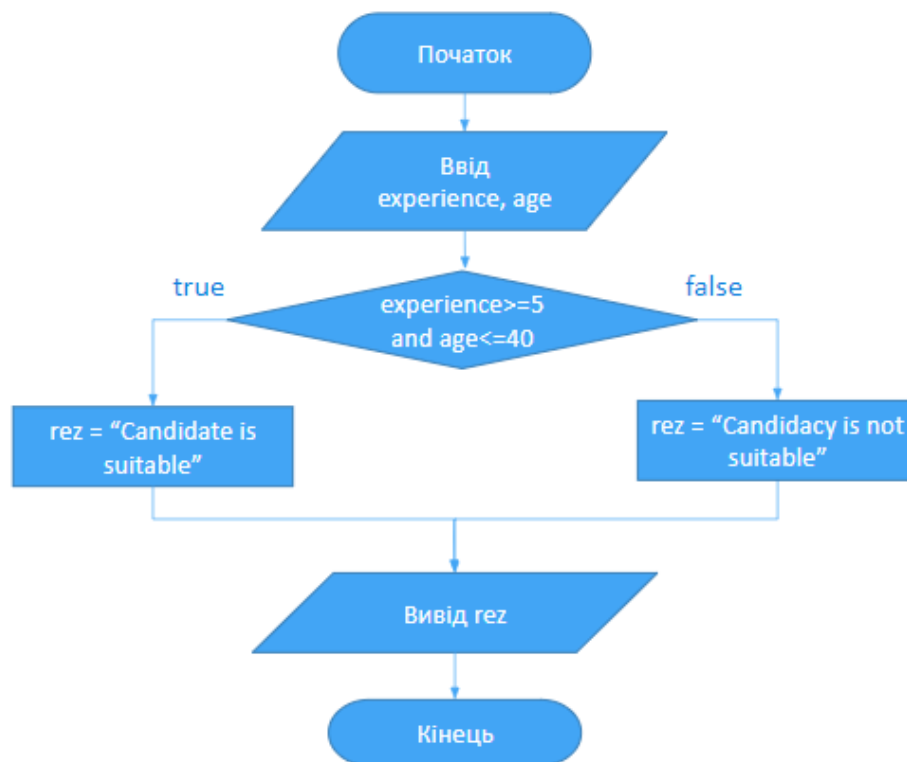 Початок
Ввід
experience, age
true
false
experience>=5
and age<=40
rez = “Candidate is
suitable”
rez = “Candidacy is not
suitable”
Вивід rez
Кінець